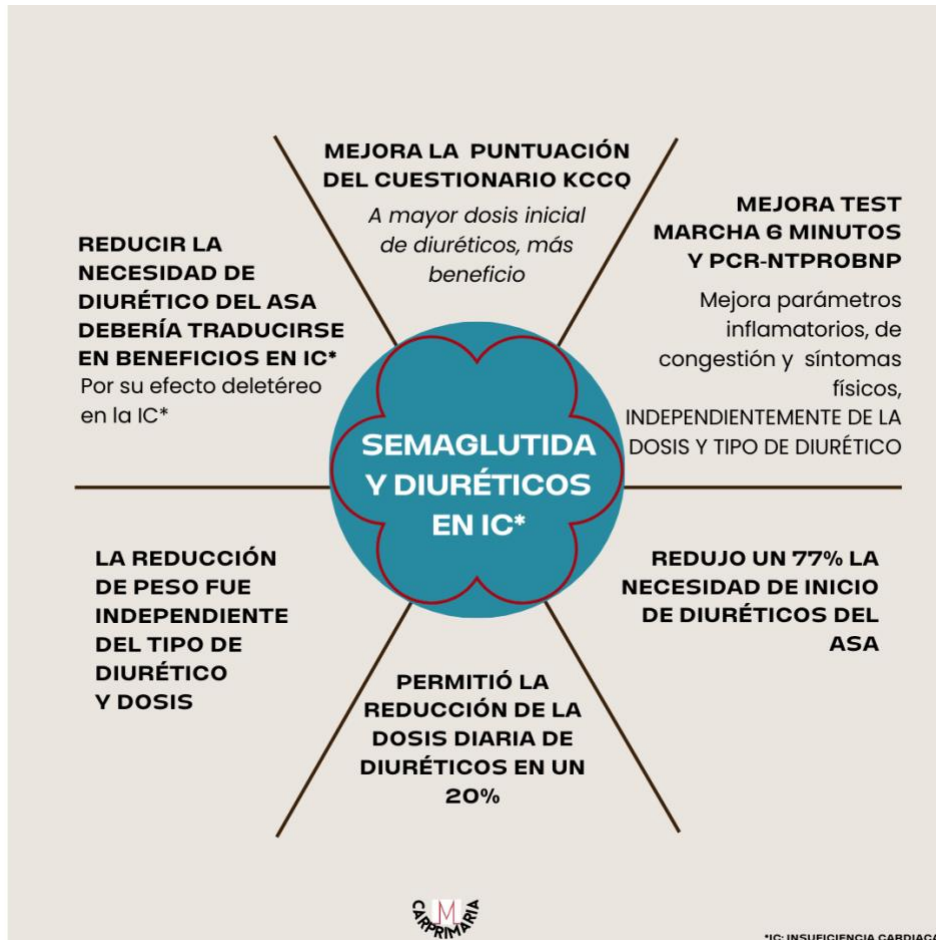 MEJORA LA PUNTUACIÓN
DEL CUESTIONARIO KCCQ
A mayor dosis inicial
de diuréticos, más
beneficio
MEJORA TEST
MARCHA 6 MINUTOS
Y PCR-NTPROBNP
Mejora parámetros
inflamatorios, de
congestión y síntomas
físicos,
INDEPENDIENTEMENTE DE LA
DOSIS Y TIPO DE DIURÉTICO
REDUCIR LA
NECESIDAD DE
DIURÉTICO DEL ASA
DEBERÍA TRADUCIRSE
EN BENEFICIOS EN IC*
Por su efecto deletéreo
en la IC*
SEMAGLUTIDA
Y DIURÉTICOS
EN IC*
LA REDUCCIÓN
DE PESO FUE
INDEPENDIENTE
DEL TIPO DE
DIURÉTICO
Y DOSIS
REDUJO UN 77% LA
NECESIDAD DE INICIO
DE DIURÉTICOS DEL
ASA
PERMITIÓ LA
REDUCCIÓN DE LA
DOSIS DIARIA DE
DIURÉTICOS EN UN
20%
M
CARPRIMARIA
*IC: INSUFICIENCIA CARDIACA